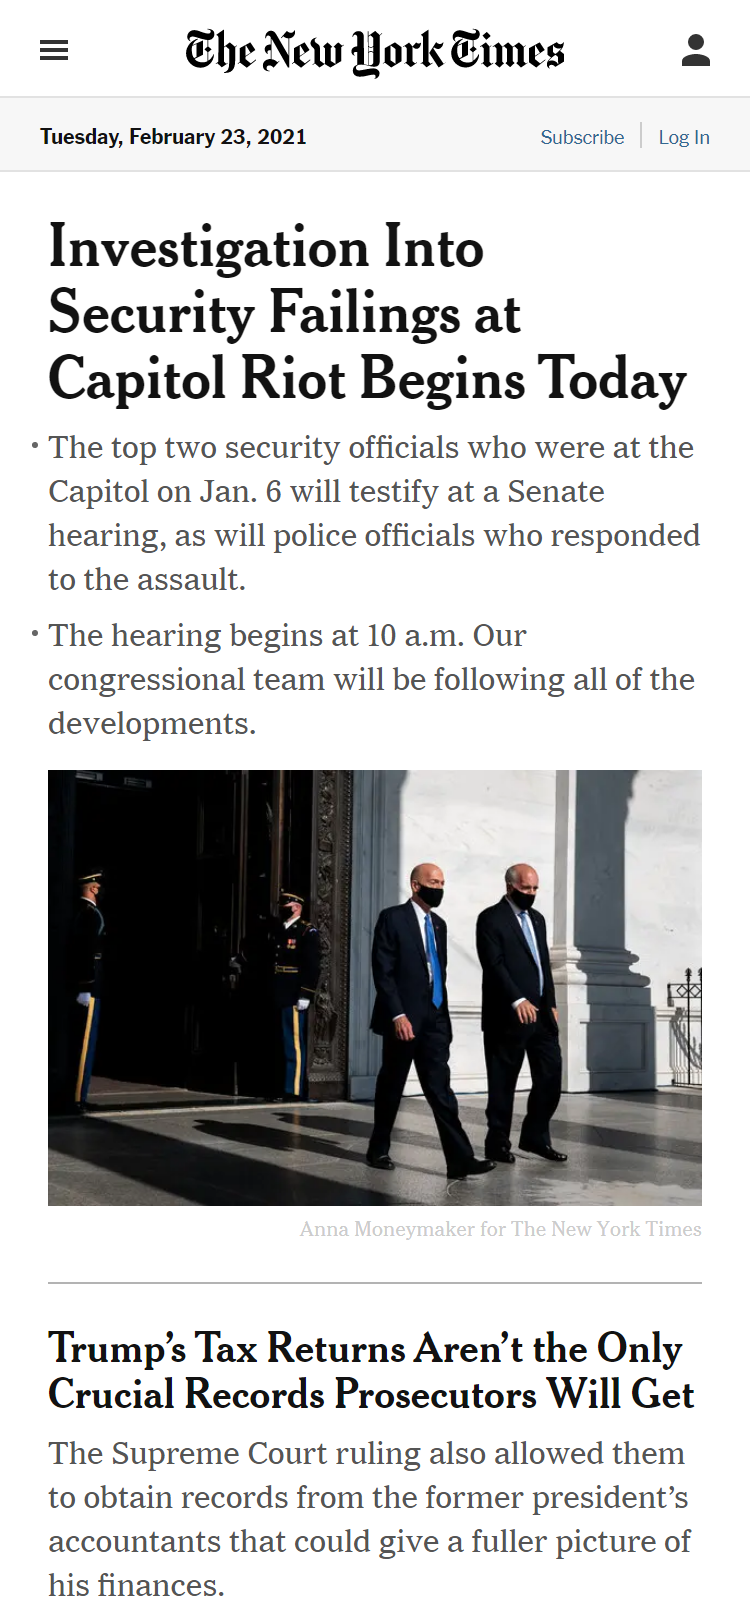 The New York Times
Tuesday, February 23, 2021
Subscribe
Log In
Investigation Into
Security Failings at
Capitol Riot Begins Today
• The top two security officials who were at the
Capitol on Jan. 6 will testify at a Senate
hearing, as will police officials who responded
to the assault.
• The hearing begins at 10 a.m. Our
congressional team will be following all of the
developments.
Anna Moneymaker for The New York Times
Trump’s Tax Returns Aren’t the Only
Crucial Records Prosecutors Will Get
The Supreme Court ruling also allowed them
to obtain records from the former president’s
accountants that could give a fuller picture of
his finances.